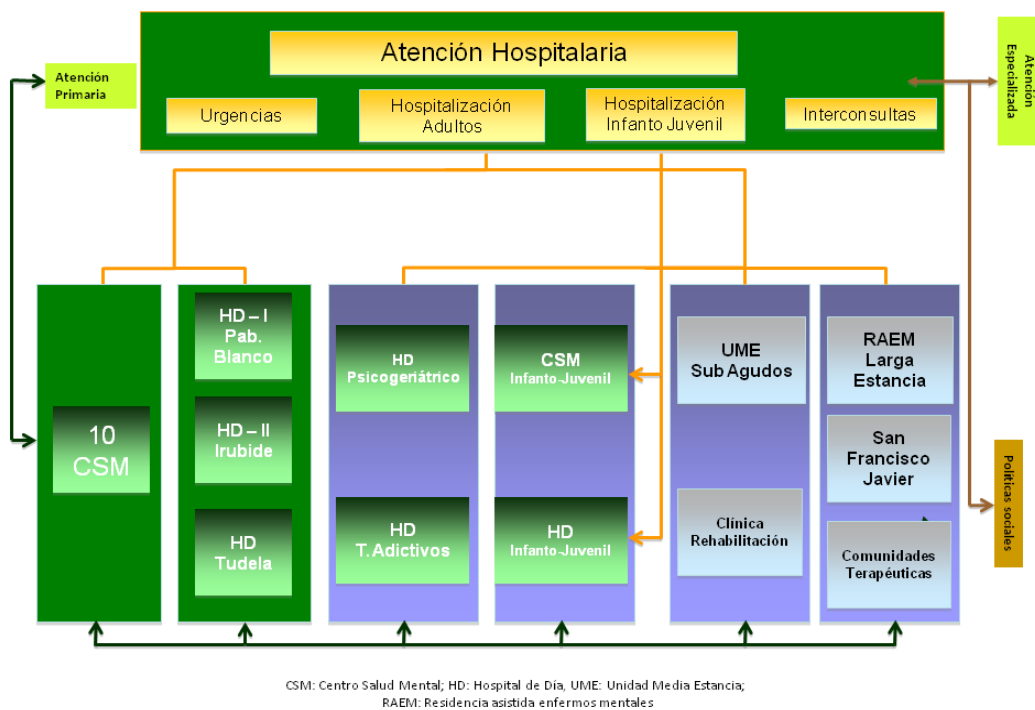 Atención Hospitalaria
Atención
Primaria
Atención
Especializada
Urgencias
Hospitalización
Adultos
Hospitalización
Infanto Juvenil
Interconsultas
10
CSM
HD – I
Pab.
Blanco
HD – II
Irubide
HD
Tudela
HD
Psicogeriátrico
HD
T. Adictivos
CSM
Infanto-Juvenil
HD
Infanto-Juvenil
UME
Sub Agudos
Clínica
Rehabilitación
RAEM
Larga
Estancia
San
Francisco
Javier
Comunidades
Terapéuticas
Políticas sociales
CSM: Centro Salud Mental; HD: Hospital de Día, UME: Unidad Media Estancia;
RAEM: Residencia asistida enfermos mentales